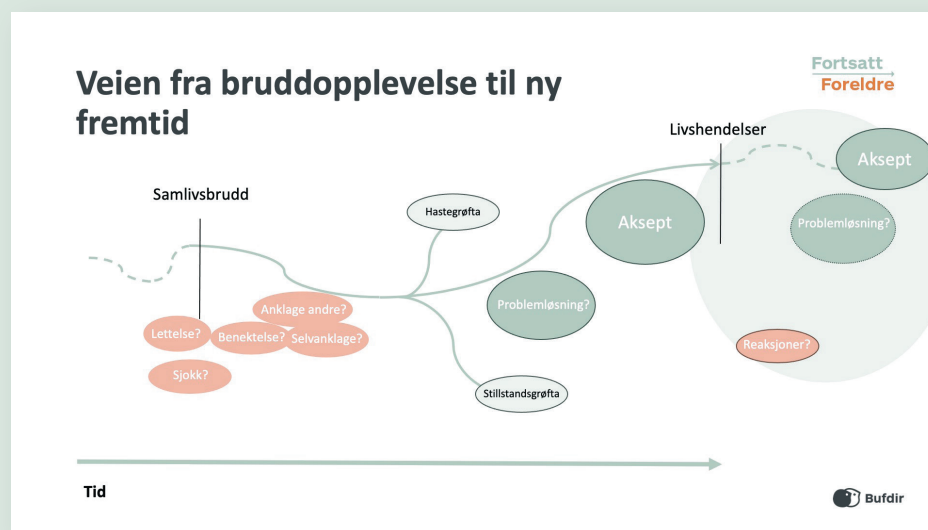 Veien fra bruddopplevelse til ny
fremtid
Fortsatt
Foreldre
Livshendelser
Samlivsbrudd
Hastegrøfta
Aksept
Aksept
Problemløsning?
Problemløsning?
Anklage andre?
Lettelse?
Benektelse?
Selvanklage?
Sjokk?
Reaksjoner?
Stillstandsgrøfta
Tid
Bufdir